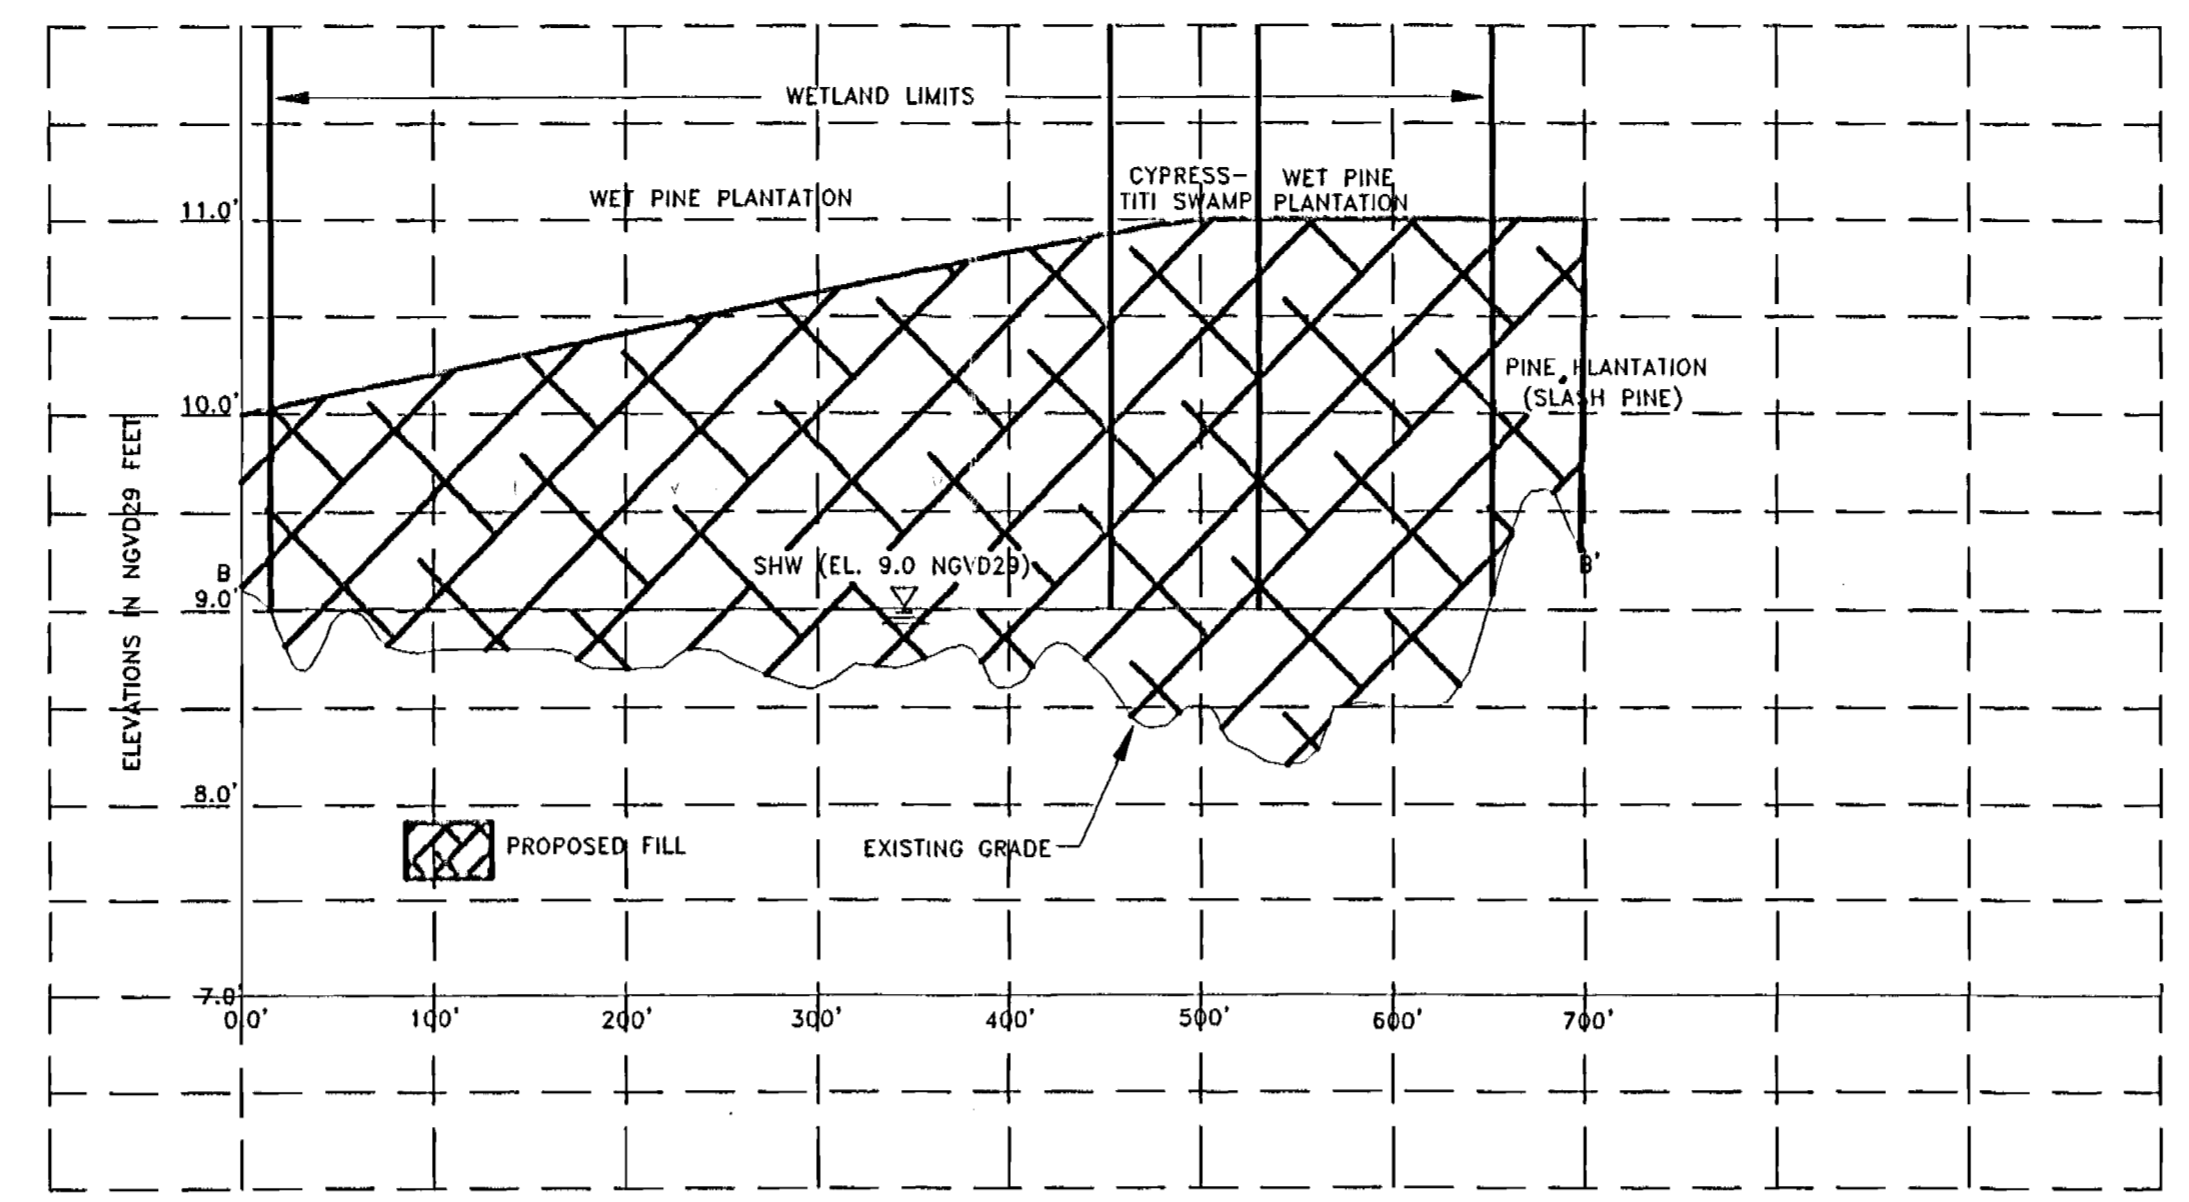 WETLAND LIMITS
WET PINE PLANTATION
CYPRESS-
TITI SWAMP
WET PINE
PLANTATION
11.0'
PINE PLANTATION
(SLASH PINE)
10.0'
ELEVATIONS IN NGVD29 FEET
SHW (EL. 9.0 NGVD29)
B
B'
9.0'
8.0'
PROPOSED FILL
EXISTING GRADE
7.0'
0.0' 100' 200' 300' 400' 500' 600' 700'